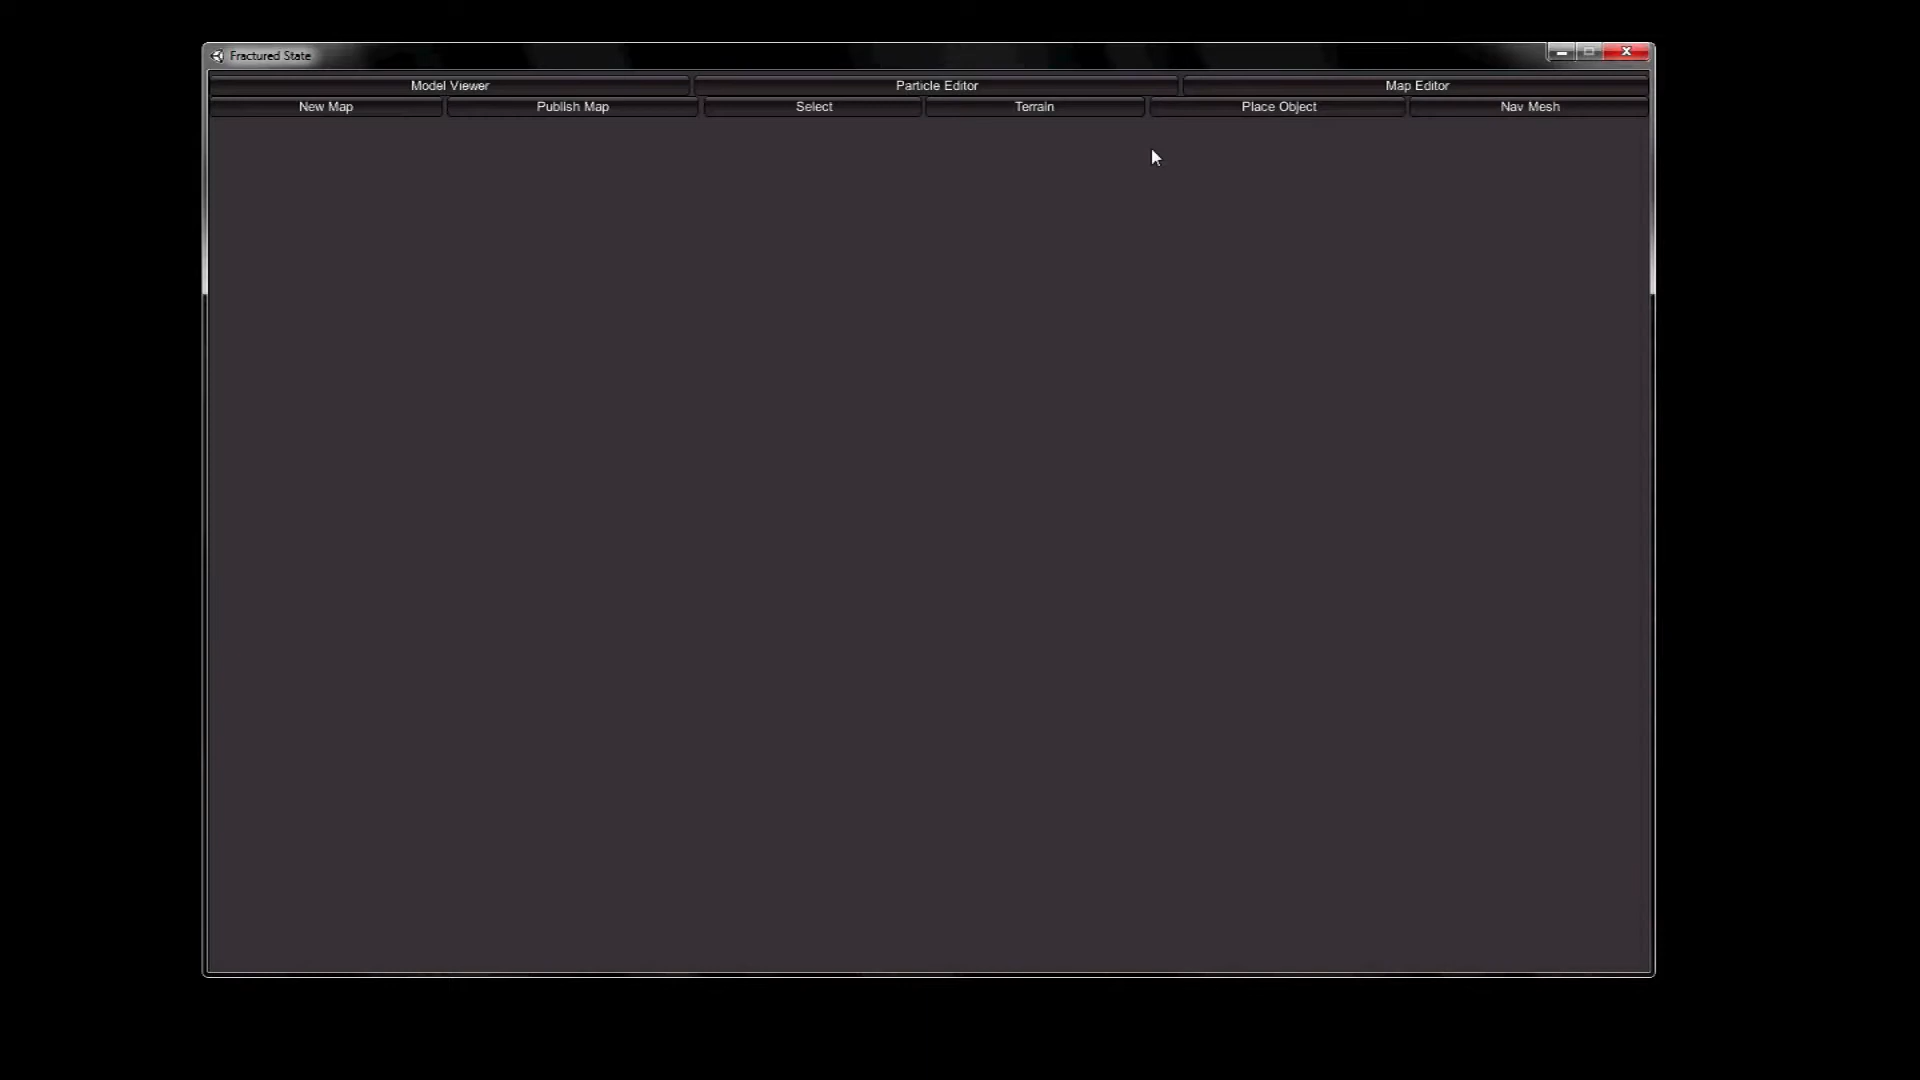 Fractured State
Model Viewer Particle Editor Map Editor
New Map Publish Map Select Terrain Place Object Nav Mesh